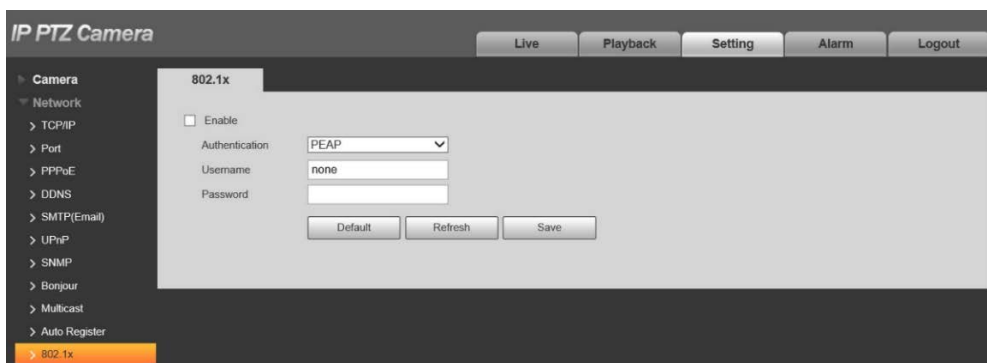 IP PTZ Camera
Live Playback Setting Alarm Logout
Camera
Network
TCP/IP
Port
PPPoE
DDNS
SMTP(Email)
UPnP
SNMP
Bonjour
Multicast
Auto Register
802.1x
802.1x
Enable
Authentication PEAP
Username none
Password
Default Refresh Save